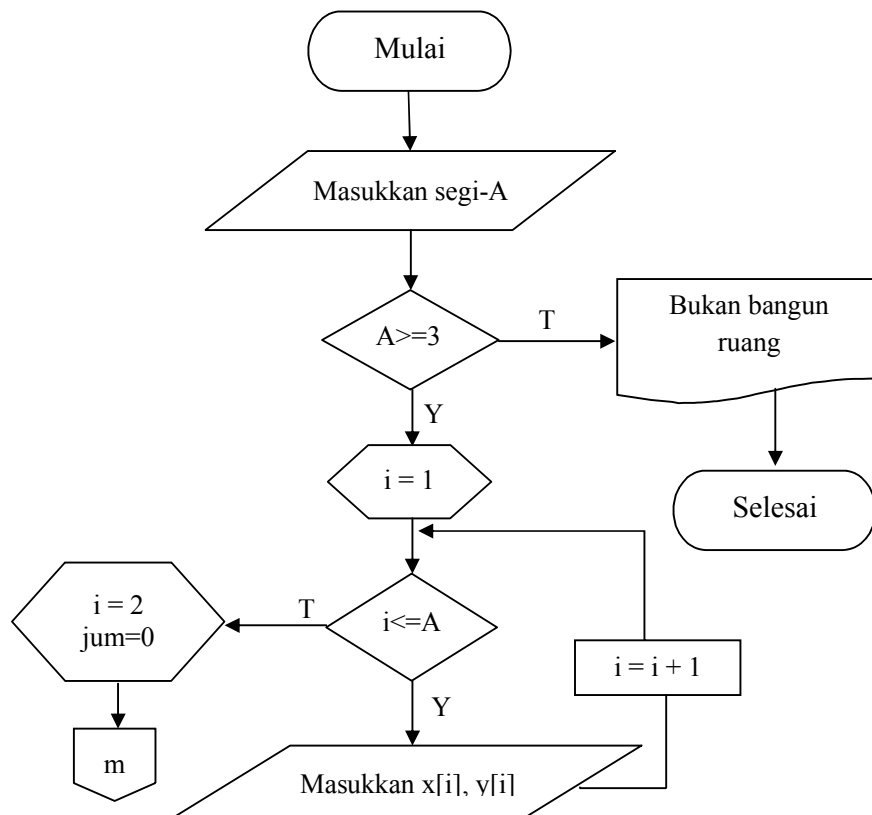 Mulai
Masukkan segi-A
A>=3
T
Bukan bangun
ruang
Y
i = 1
Selesai
i<=A
T
i = 2
jum=0
i = i + 1
Y
m
Masukkan x[i], y[i]